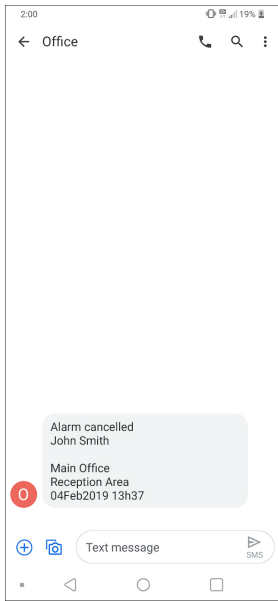 2:00
19%
Office
Alarm cancelled
John Smith
Main Office
Reception Area
04Feb2019 13h37
O
Text message
SMS